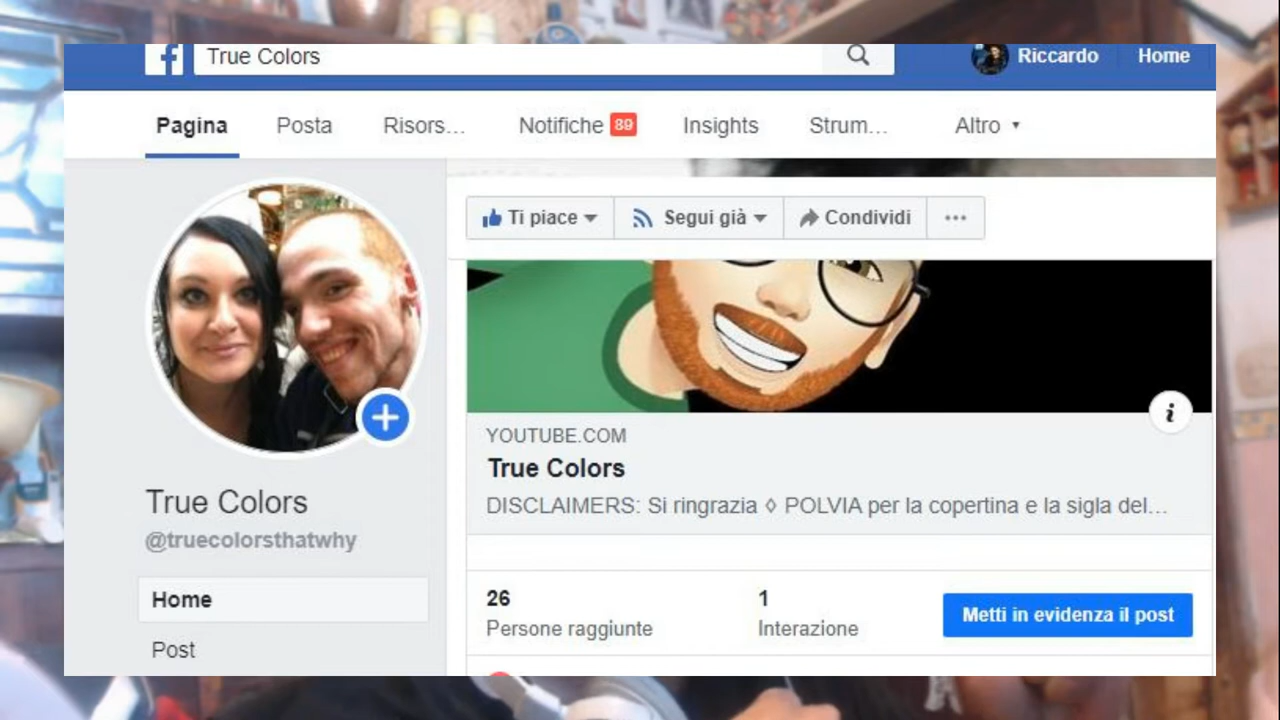 True Colors
Riccardo
Home
Pagina
Posta
Risors...
Notifiche 89
Insights
Strum...
Altro
Ti piace
Segui già
Condividi
YOUTUBE.COM
True Colors
DISCLAIMERS: Si ringrazia ◊ POLVIA per la copertina e la sigla del...
True Colors
@truecolorsthatwhy
Home
Post
26
Persone raggiunte
1
Interazione
Metti in evidenza il post